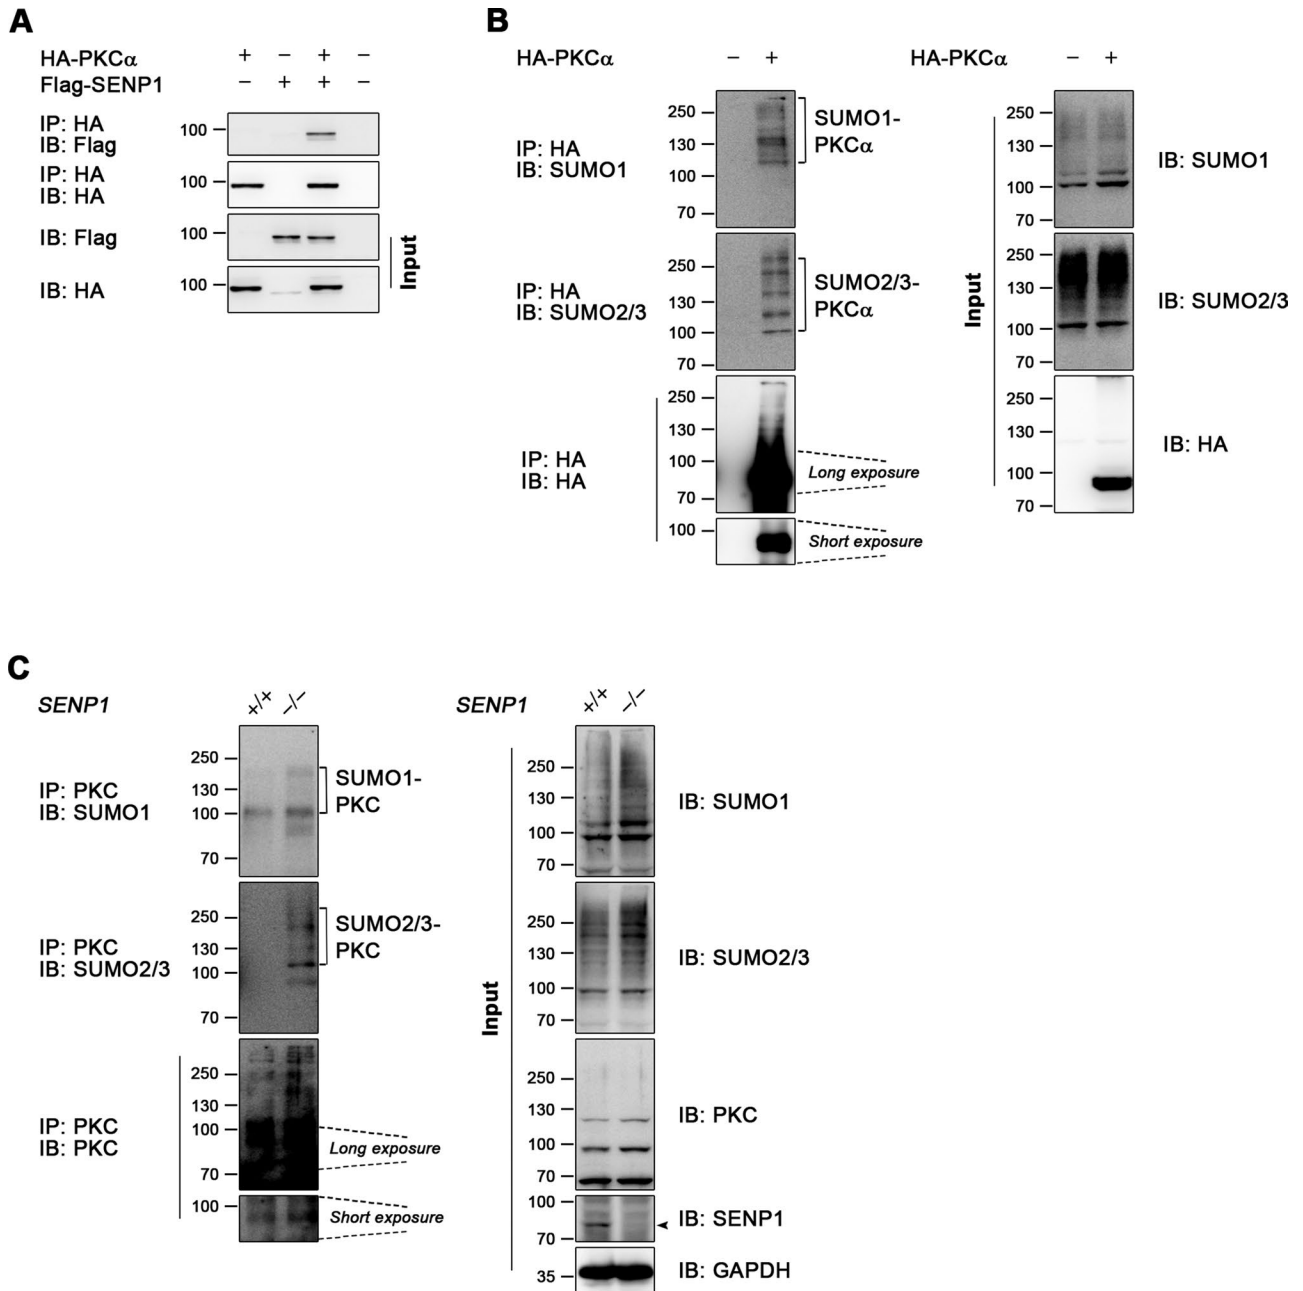 A
HA-PKCα + – + –
Flag-SENP1 – + + –
IP: HA
IB: Flag
100
IP: HA
IB: HA
100
IB: Flag
100
IB: HA
100
Input
B
HA-PKCα – +
IP: HA
IB: SUMO1
250
130
100
70
SUMO1-
PKCα
IP: HA
IB: SUMO2/3
250
130
100
70
SUMO2/3-
PKCα
IP: HA
IB: HA
250
130
100
70
Long exposure
100
Short exposure
HA-PKCα – +
Input
250
130
100
70
IB: SUMO1
250
130
100
70
IB: SUMO2/3
250
130
100
70
IB: HA
C
SENP1 +/+ –/–
IP: PKC
IB: SUMO1
250
130
100
70
SUMO1-
PKC
IP: PKC
IB: SUMO2/3
250
130
100
70
SUMO2/3-
PKC
IP: PKC
IB: PKC
250
130
100
70
Long exposure
100
Short exposure
SENP1 +/+ –/–
Input
250
130
100
70
IB: SUMO1
250
130
100
70
IB: SUMO2/3
250
130
100
70
IB: PKC
100
70
IB: SENP1
35
IB: GAPDH